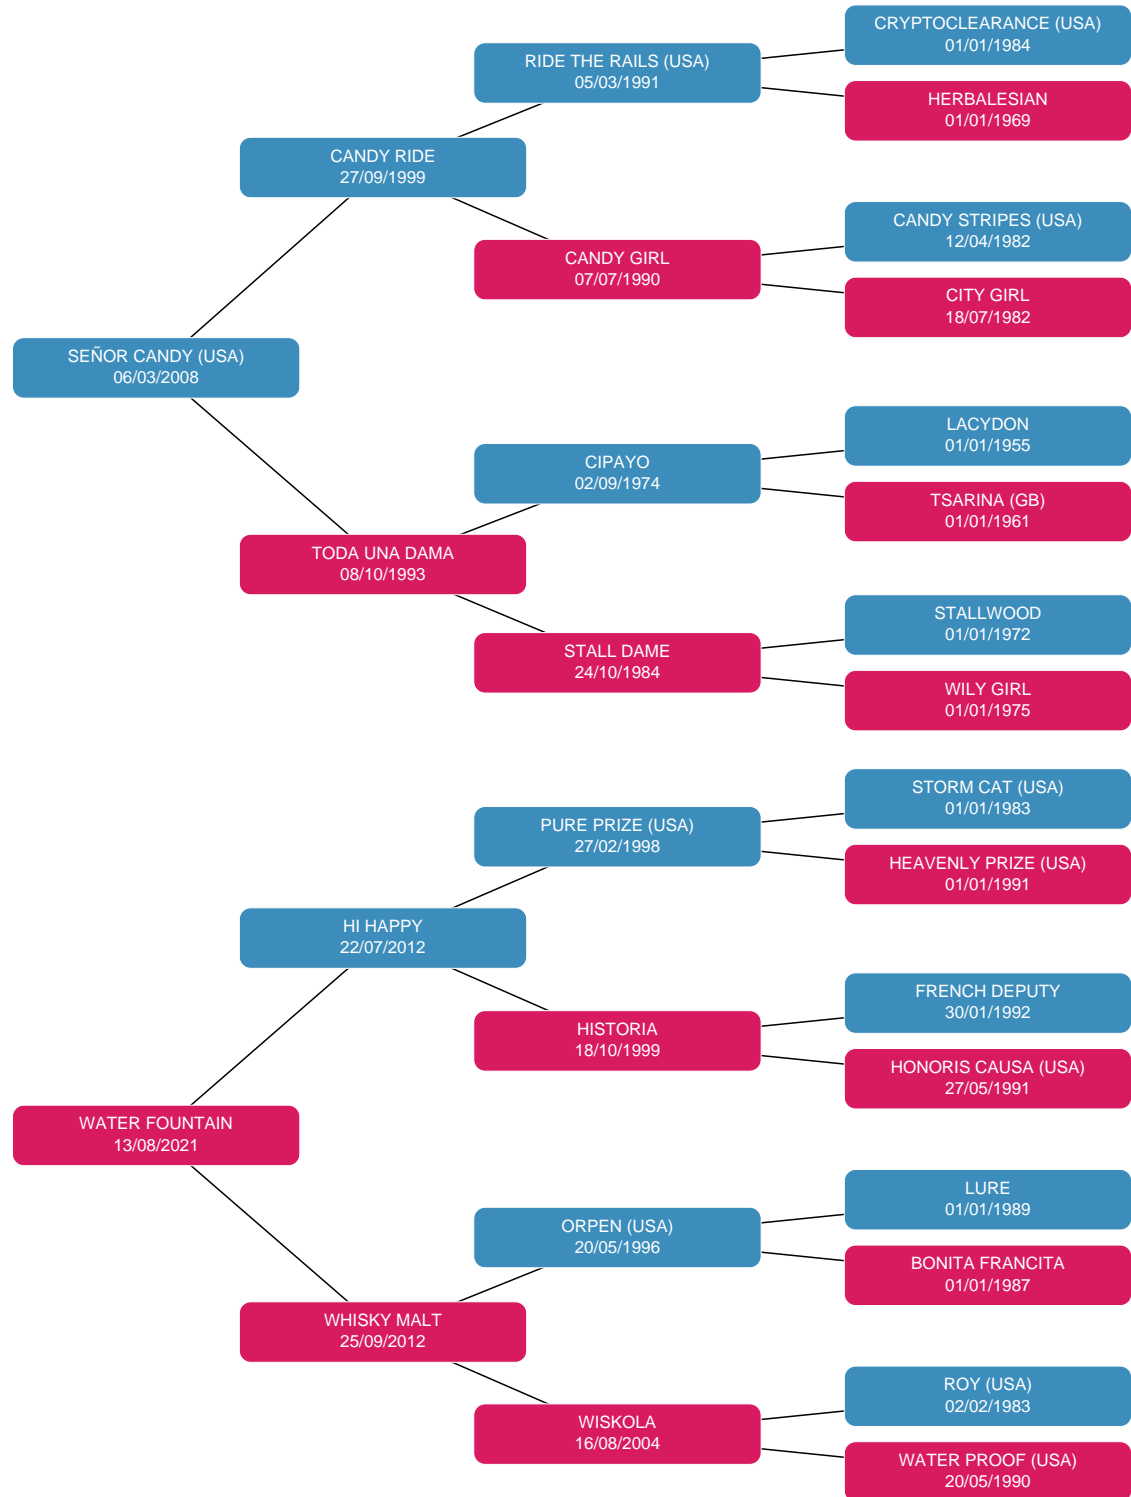 CRYPTOCLEARANCE (USA)
01/01/1984
RIDE THE RAILS (USA)
05/03/1991
HERBALESIAN
01/01/1969
CANDY RIDE
27/09/1999
CANDY STRIPES (USA)
12/04/1982
CANDY GIRL
07/07/1990
CITY GIRL
18/07/1982
SEÑOR CANDY (USA)
06/03/2008
LACYDON
01/01/1955
CIPAYO
02/09/1974
TSARINA (GB)
01/01/1961
TODA UNA DAMA
08/10/1993
STALLWOOD
01/01/1972
STALL DAME
24/10/1984
WILY GIRL
01/01/1975
STORM CAT (USA)
01/01/1983
PURE PRIZE (USA)
27/02/1998
HEAVENLY PRIZE (USA)
01/01/1991
HI HAPPY
22/07/2012
FRENCH DEPUTY
30/01/1992
HISTORIA
18/10/1999
HONORIS CAUSA (USA)
27/05/1991
WATER FOUNTAIN
13/08/2021
LURE
01/01/1989
ORPEN (USA)
20/05/1996
BONITA FRANCITA
01/01/1987
WHISKY MALT
25/09/2012
ROY (USA)
02/02/1983
WISKOLA
16/08/2004
WATER PROOF (USA)
20/05/1990